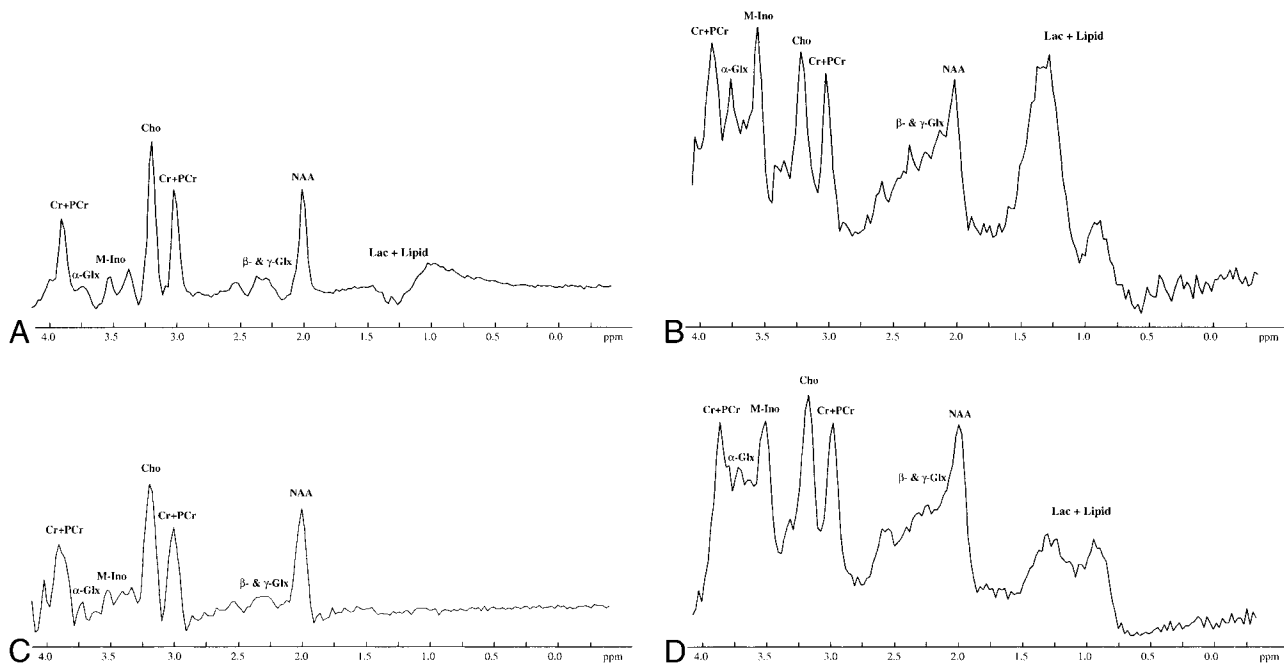 Cho
Cr+PCr
Cr+PCr
NAA
α-Glx
M-Ino
β- & γ-Glx
Lac + Lipid
A
4.0 3.5 3.0 2.5 2.0 1.5 1.0 0.5 0.0 ppm
M-Ino
Cr+PCr
Cho
Lac + Lipid
α-Glx
Cr+PCr
NAA
β- & γ-Glx
B
4.0 3.5 3.0 2.5 2.0 1.5 1.0 0.5 0.0 ppm
Cho
Cr+PCr
Cr+PCr
NAA
α-Glx
M-Ino
β- & γ-Glx
C
4.0 3.5 3.0 2.5 2.0 1.5 1.0 0.5 0.0 ppm
Cho
Cr+PCr
M-Ino
Cr+PCr
NAA
α-Glx
β- & γ-Glx
Lac + Lipid
D
4.0 3.5 3.0 2.5 2.0 1.5 1.0 0.5 0.0 ppm